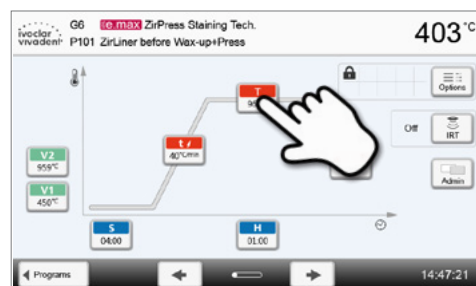 ivoclar vivadent
G6 IPS e.max ZirPress Staining Tech.
P101 ZirLiner before Wax-up+Press
403°C
T
t
40°C/min
V2
959°C
V1
450°C
S
04:00
H
01:00
Options
Off
IRT
Admin
Programs
14:47:21